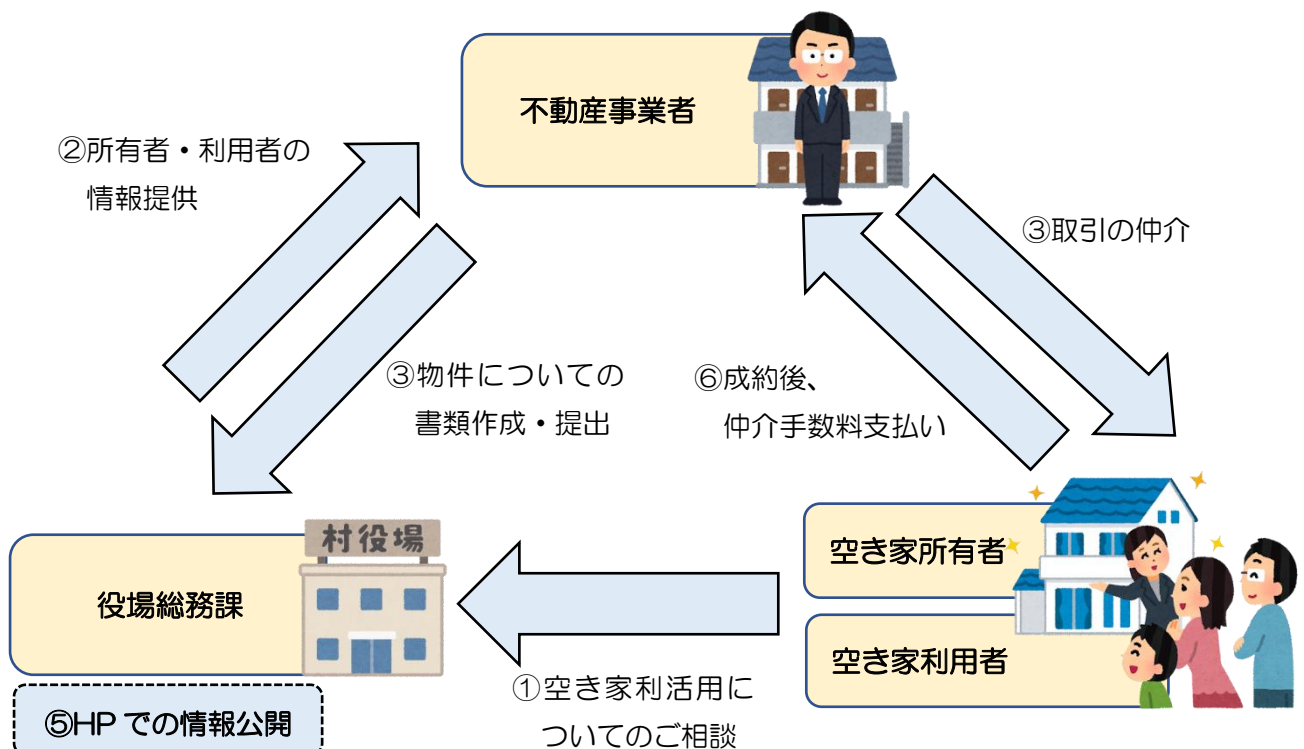 不動産事業者
②所有者・利用者の
情報提供
③取引の仲介
③物件についての
書類作成・提出
⑥成約後、
仲介手数料支払い
村役場
役場総務課
空き家所有者
空き家利用者
①空き家利活用に
ついてのご相談
⑤HPでの情報公開